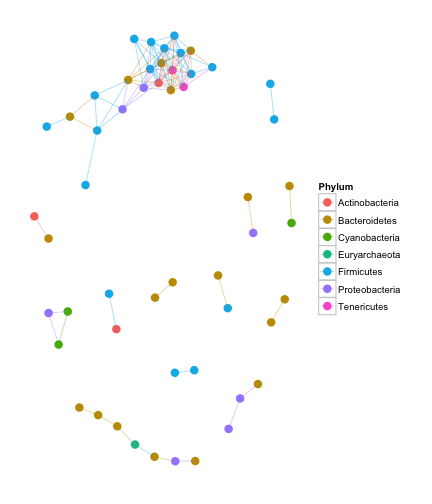 Phylum
Actinobacteria
Bacteroidetes
Cyanobacteria
Euryarchaeota
Firmicutes
Proteobacteria
Tenericutes